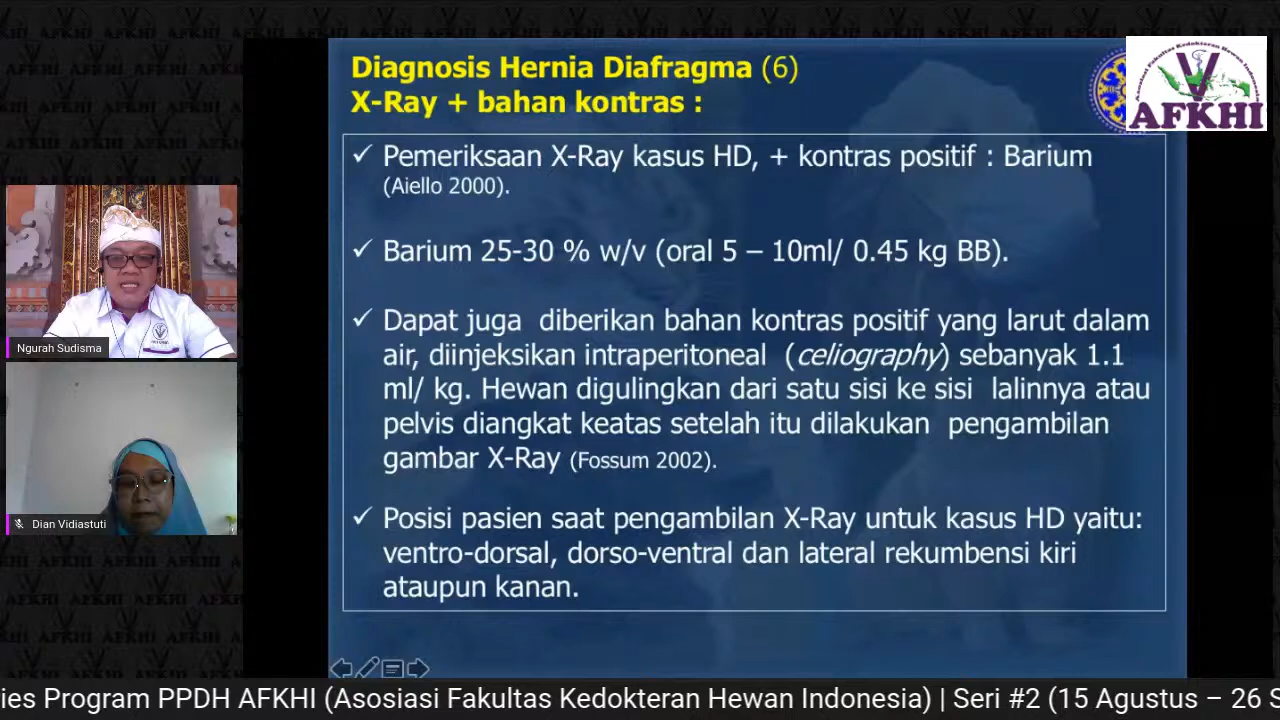 Diagnosis Hernia Diafragma (6)
X-Ray + bahan kontras :
AFKHI
✓ Pemeriksaan X-Ray kasus HD, + kontras positif : Barium
(Aiello 2000).
✓ Barium 25-30 % w/v (oral 5 – 10ml/ 0.45 kg BB).
✓ Dapat juga diberikan bahan kontras positif yang larut dalam
air, diinjeksikan intraperitoneal (celiography) sebanyak 1.1
ml/ kg. Hewan digulingkan dari satu sisi ke sisi lalinnya atau
pelvis diangkat keatas setelah itu dilakukan pengambilan
gambar X-Ray (Fossum 2002).
✓ Posisi pasien saat pengambilan X-Ray untuk kasus HD yaitu:
ventro-dorsal, dorso-ventral dan lateral rekumbensi kiri
ataupun kanan.
Ngurah Sudisma
Dian Vidiastuti
ies Program PPDH AFKHI (Asosiasi Fakultas Kedokteran Hewan Indonesia) | Seri #2 (15 Agustus – 26 S